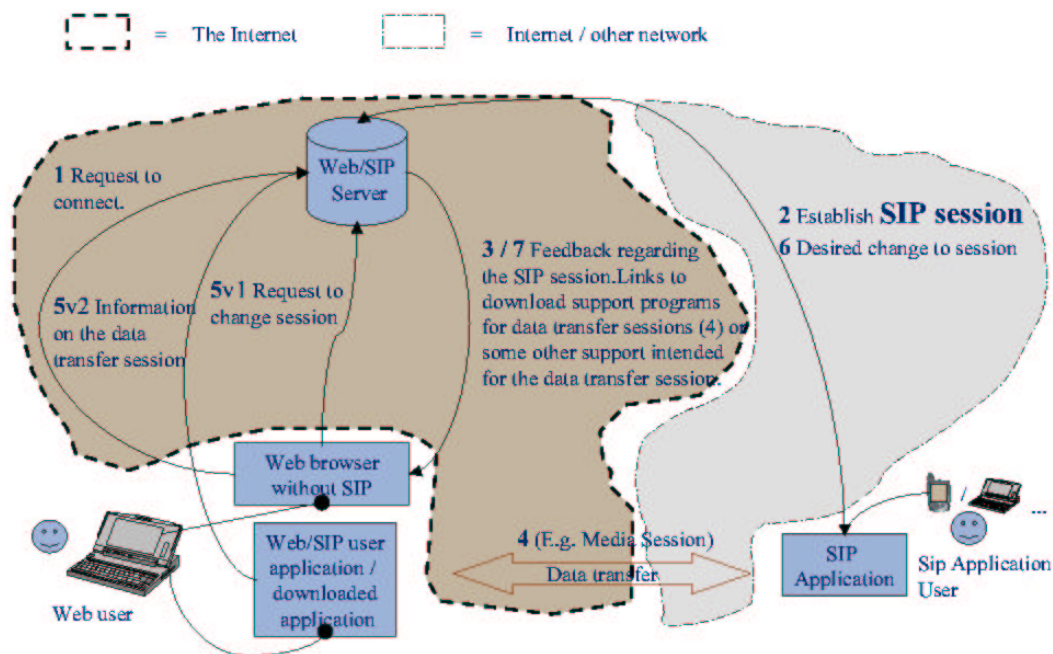 = The Internet
= Internet / other network
Web/SIP
Server
1 Request to
connect.
2 Establish SIP session
6 Desired change to session
3 / 7 Feedback regarding
the SIP session.Links to
download support programs
for data transfer sessions (4) or
some other support intended
for the data transfer session.
5v1 Request to
change session
5v2 Information
on the data
transfer session
Web browser
without SIP
Web/SIP user
application /
downloaded
application
Web user
4 (E.g. Media Session)
Data transfer
SIP
Application
/
...
Sip Application
User